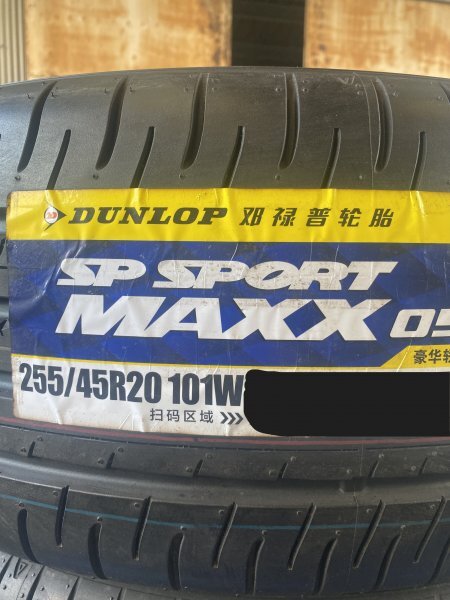 DUNLOP 邓禄普轮胎
SP SPORT
MAXX 05
豪华轿
255/45R20 101W
扫码区域 >>>